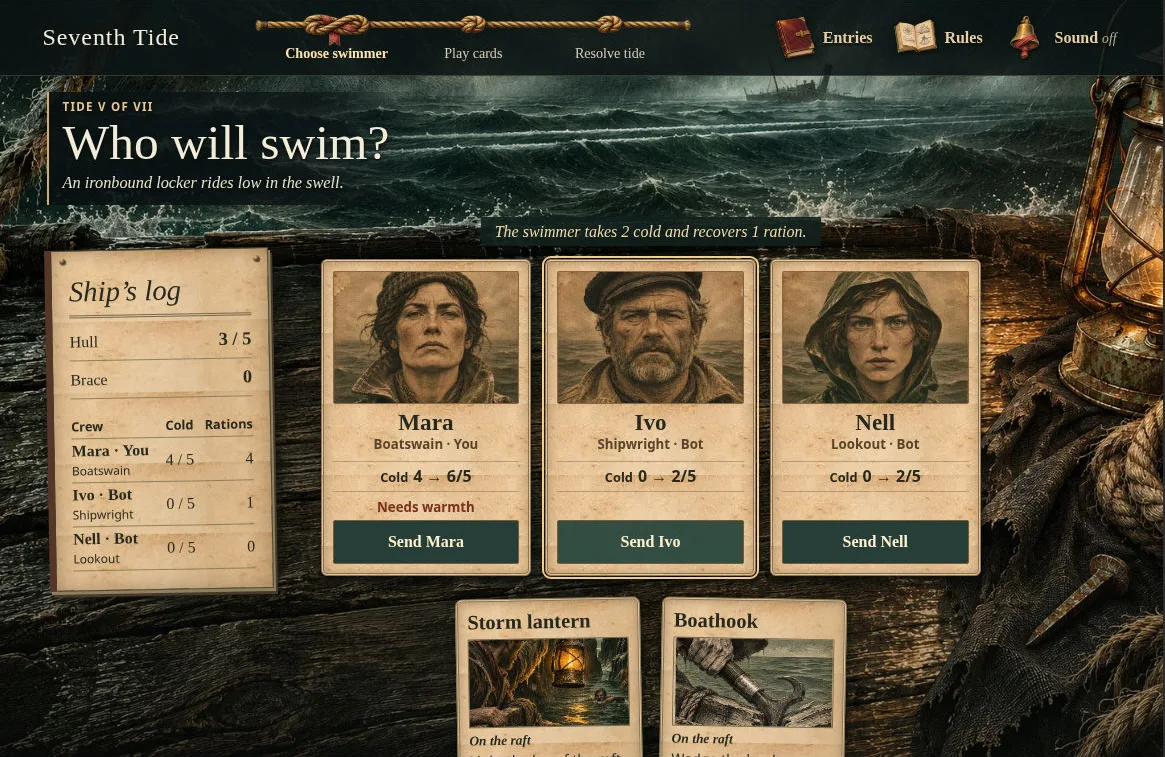 Seventh Tide
Choose swimmer
Play cards
Resolve tide
Entries
Rules
Sound off
TIDE V OF VII
Who will swim?
An ironbound locker rides low in the swell.
The swimmer takes 2 cold and recovers 1 ration.
Ship’s log
Hull 3 / 5
Brace 0
Crew Cold Rations
Mara · You 4 / 5 4
Boatswain
Ivo · Bot 0 / 5 1
Shipwright
Nell · Bot 0 / 5 0
Lookout
Mara
Boatswain · You
Cold 4 → 6/5
Needs warmth
Send Mara
Ivo
Shipwright · Bot
Cold 0 → 2/5
Send Ivo
Nell
Lookout · Bot
Cold 0 → 2/5
Send Nell
Storm lantern
On the raft
Boathook
On the raft